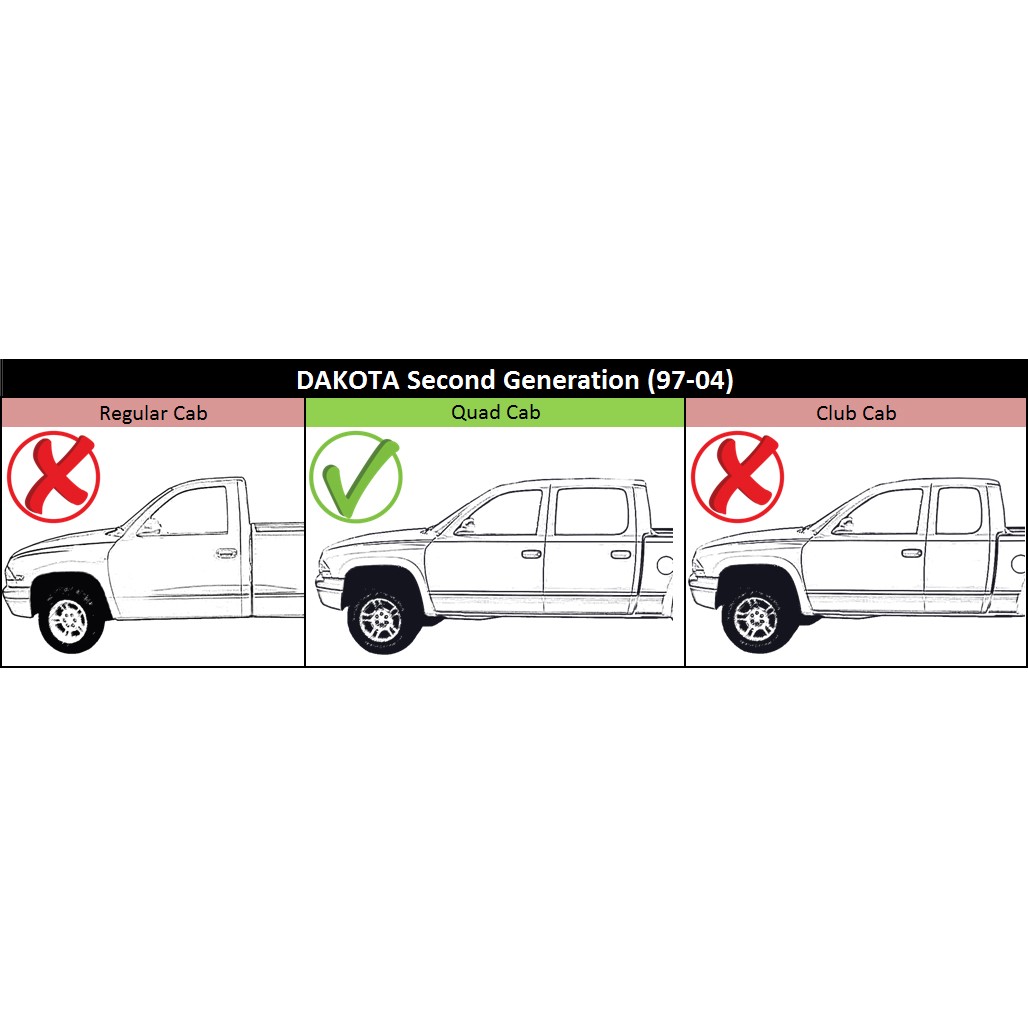 DAKOTA Second Generation (97-04)
Regular Cab
Quad Cab
Club Cab